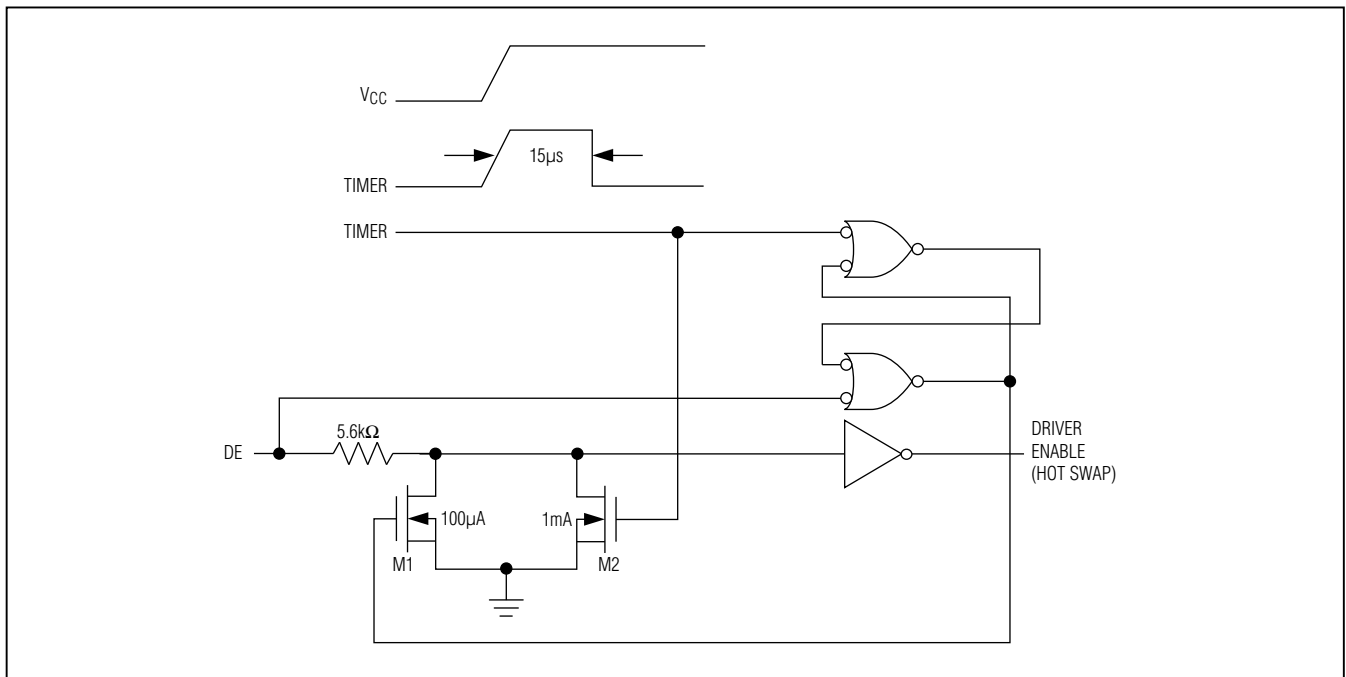 VCC
15µs
TIMER
TIMER
5.6kΩ
DE
DRIVER
ENABLE
(HOT SWAP)
100µA
1mA
M1
M2